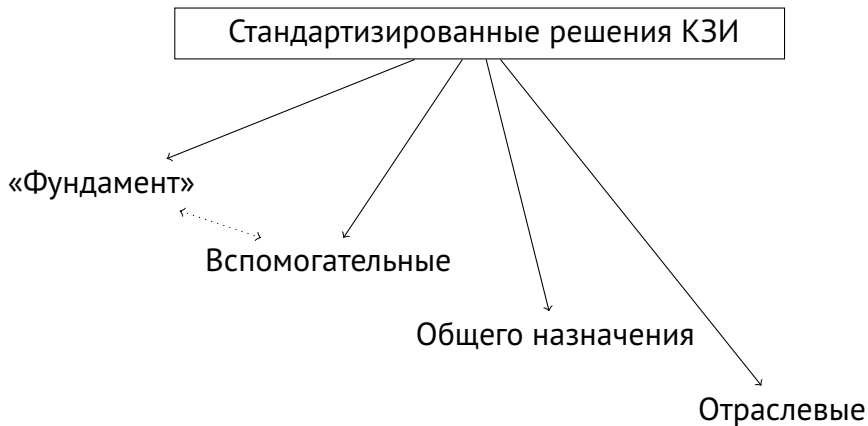 Стандартизированные решения КЗИ
«Фундамент»
Вспомогательные
Общего назначения
Отраслевые